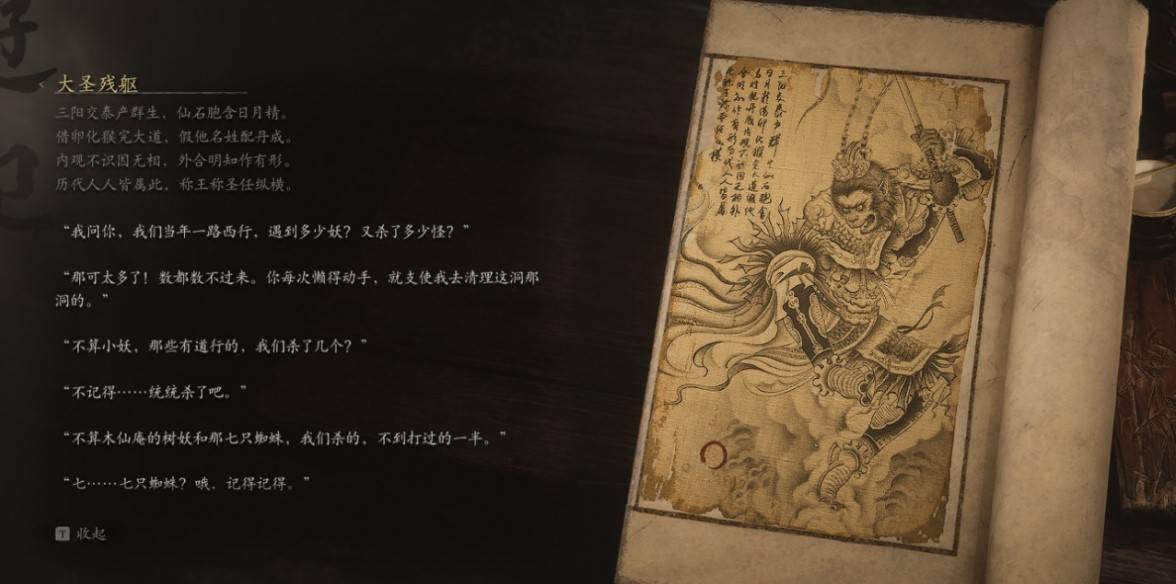 大圣残躯
三阳交泰产群生，仙石胞含日月精。
借卵化猴完大道，假他名姓配丹成。
内观不识因无相，外合明知作有形。
历代人人皆属此，称王称圣任纵横。
“我问你，我们当年一路西行，遇到多少妖？又杀了多少怪？”
“那可太多了！数都数不过来。你每次懒得动手，就支使我去清理这洞那
洞的。”
“不算小妖，那些有道行的，我们杀了几个？”
“不记得……统统杀了吧。”
“不算木仙庵的树妖和那七只蜘蛛，我们杀的，不到打过的一半。”
“七……七只蜘蛛？哦，记得记得。”
T 收起